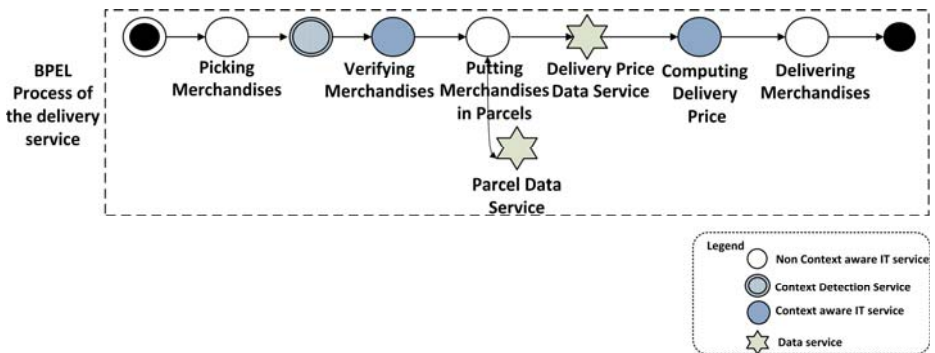 BPEL
Process of
the delivery
service
Picking
Merchandises
Verifying
Merchandises
Putting
Merchandises
in Parcels
Delivery Price
Data Service
Computing
Delivery
Price
Delivering
Merchandises
Parcel Data
Service
Legend
Non Context aware IT service
Context Detection Service
Context aware IT service
Data service